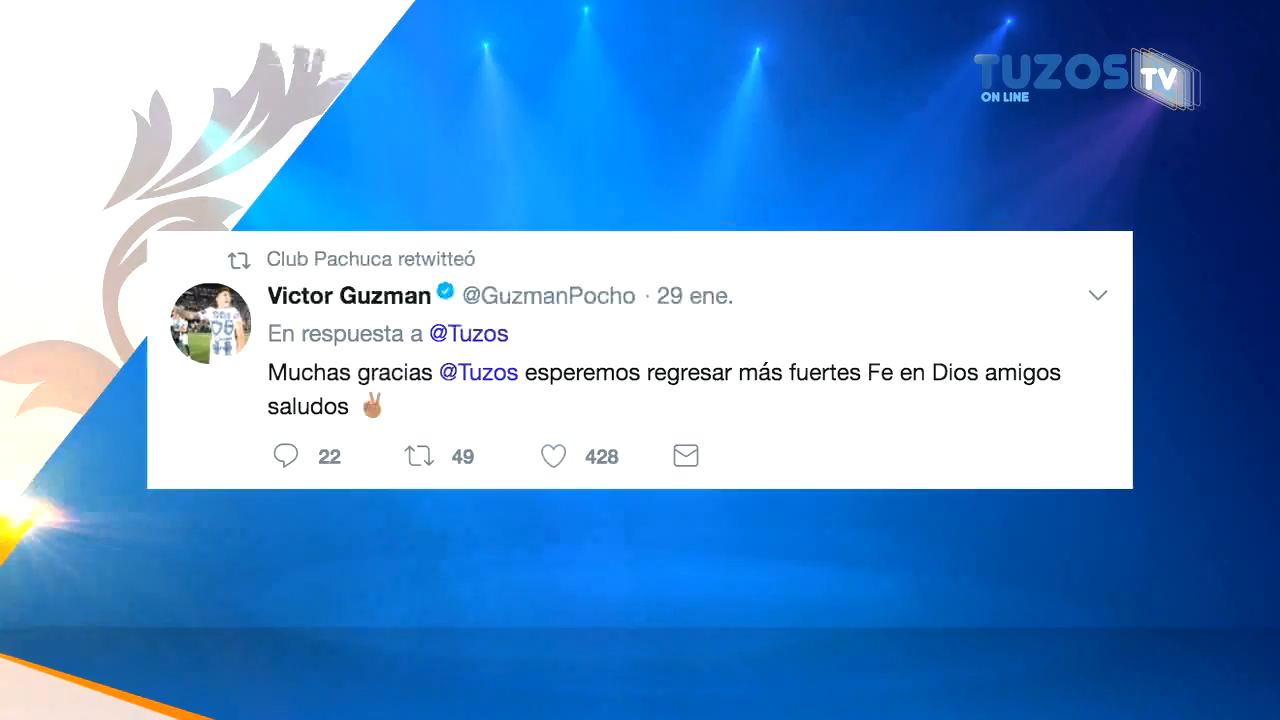 TUZOS TV
ON LINE
Club Pachuca retwitteó
Victor Guzman @GuzmanPocho · 29 ene.
En respuesta a @Tuzos
Muchas gracias @Tuzos esperemos regresar más fuertes Fe en Dios amigos
saludos ✌🏽
22 49 428